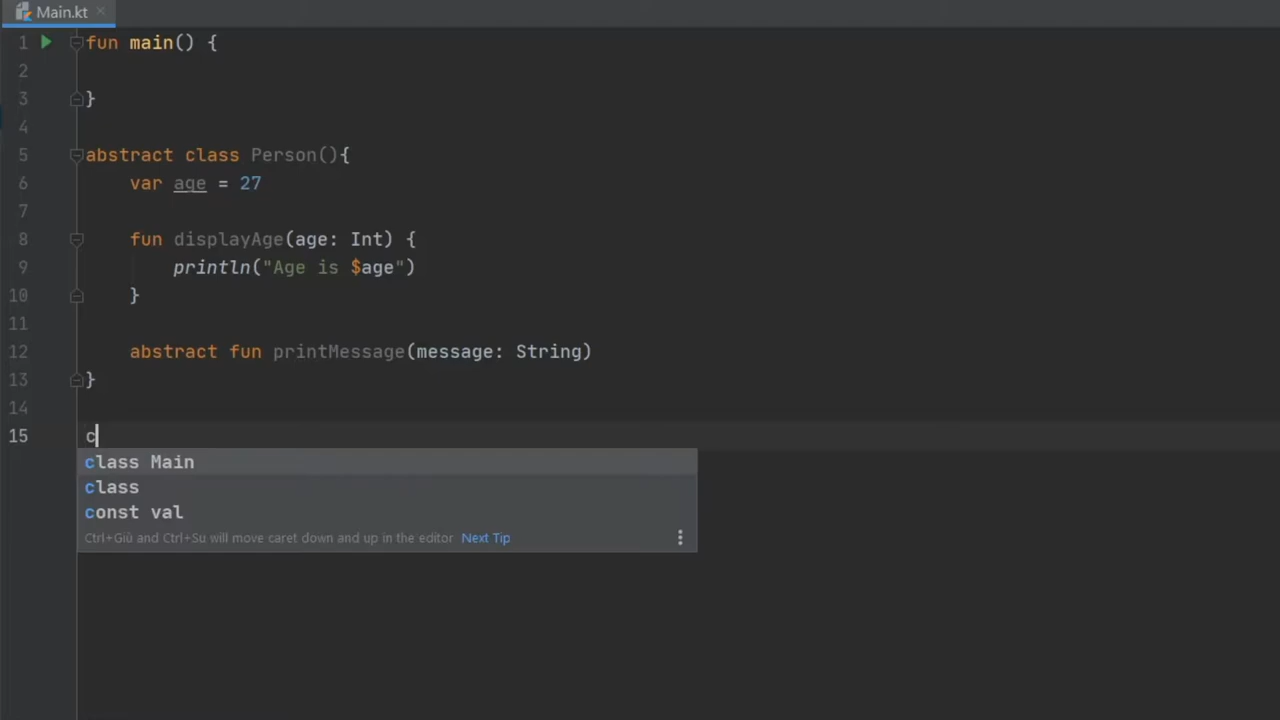 Main.kt
1 fun main() {
2
3 }
4
5 abstract class Person(){
6 var age = 27
7
8 fun displayAge(age: Int) {
9 println("Age is $age")
10 }
11
12 abstract fun printMessage(message: String)
13 }
14
15 c
class Main
class
const val
Ctrl+Giù and Ctrl+Su will move caret down and up in the editor Next Tip